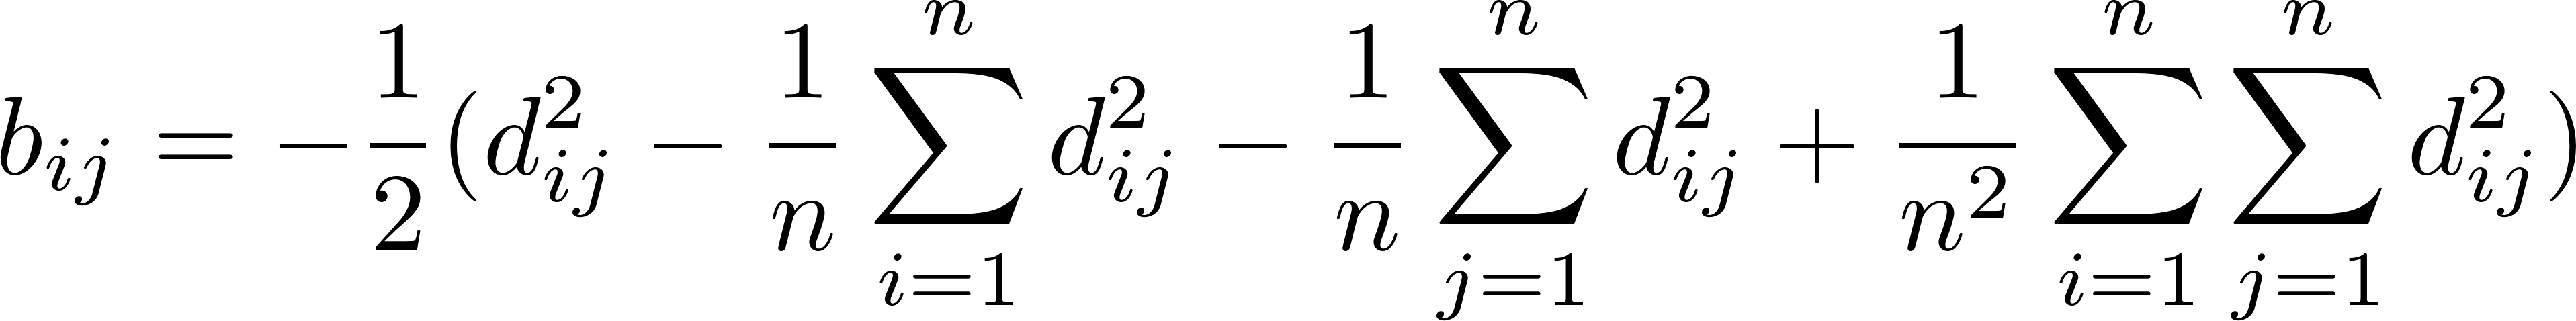 b_{ij} = -\frac{1}{2}(d_{ij}^2 - \frac{1}{n}\sum_{i=1}^{n} d_{ij}^2 - \frac{1}{n}\sum_{j=1}^{n} d_{ij}^2 + \frac{1}{n^2}\sum_{i=1}^{n}\sum_{j=1}^{n} d_{ij}^2)